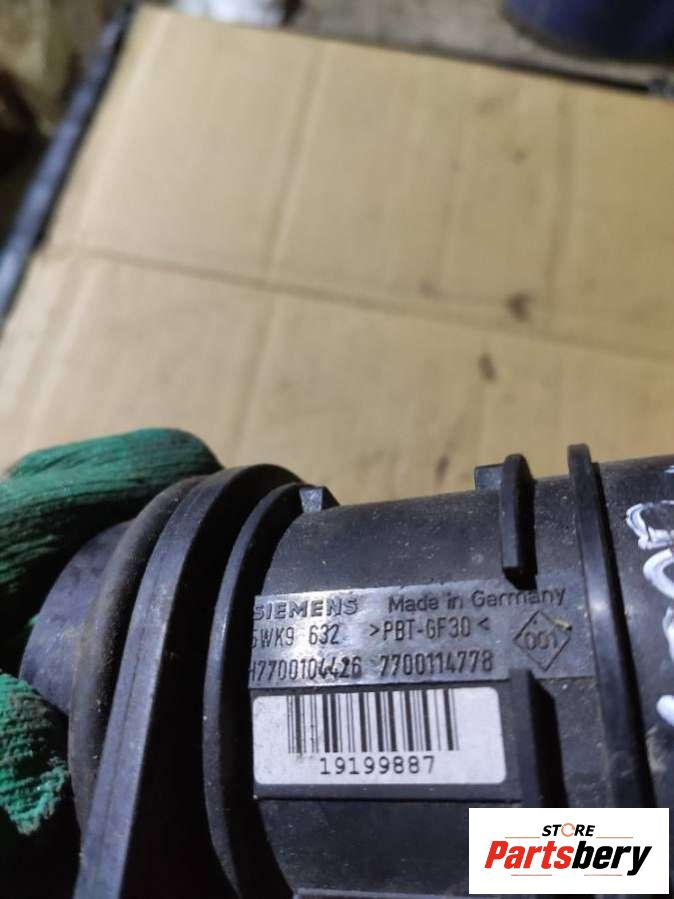 SIEMENS Made in Germany
5WK9 632 >PBT-GF30< 001
H7700104426 7700114778
19199887
STORE
Partsbery